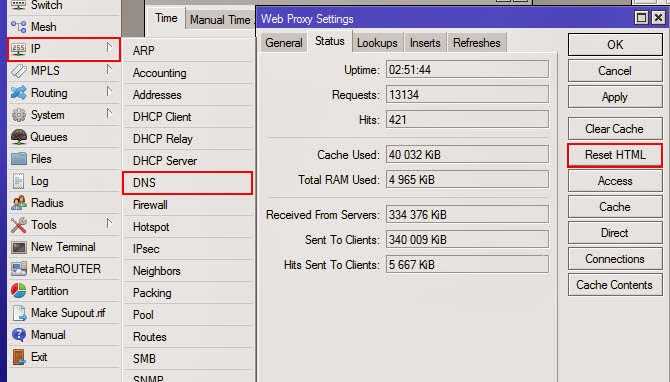 Switch
Mesh
IP
MPLS
Routing
System
Queues
Files
Log
Radius
Tools
New Terminal
MetaROUTER
Partition
Make Supout.rif
Manual
Exit
ARP
Accounting
Addresses
DHCP Client
DHCP Relay
DHCP Server
DNS
Firewall
Hotspot
IPsec
Neighbors
Packing
Pool
Routes
SMB
SNMP
Time
Manual Time
Web Proxy Settings
General
Status
Lookups
Inserts
Refreshes
Uptime: 02:51:44
Requests: 13134
Hits: 421
Cache Used: 40 032 KiB
Total RAM Used: 4 965 KiB
Received From Servers: 334 376 KiB
Sent To Clients: 340 009 KiB
Hits Sent To Clients: 5 667 KiB
OK
Cancel
Apply
Clear Cache
Reset HTML
Access
Cache
Direct
Connections
Cache Contents